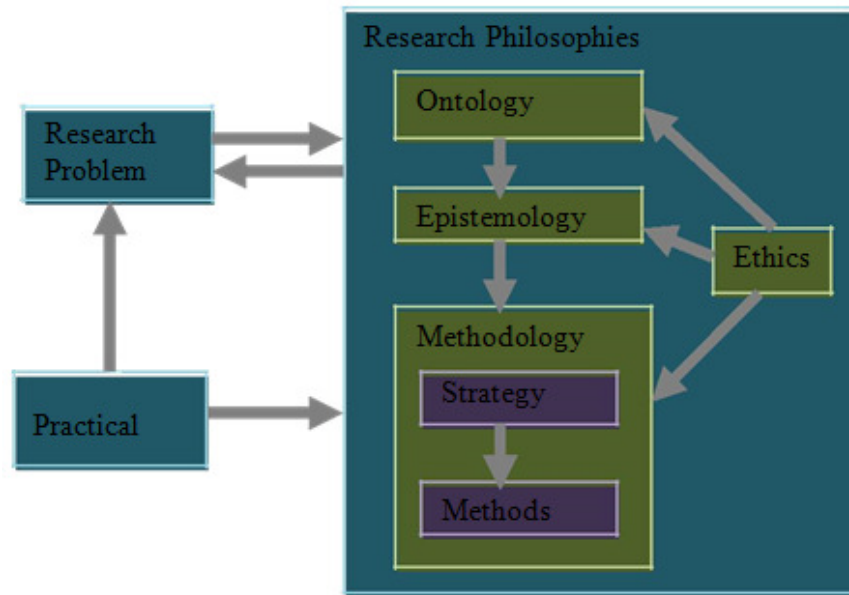 Research Philosophies
Ontology
Research
Problem
Epistemology
Ethics
Methodology
Strategy
Practical
Methods